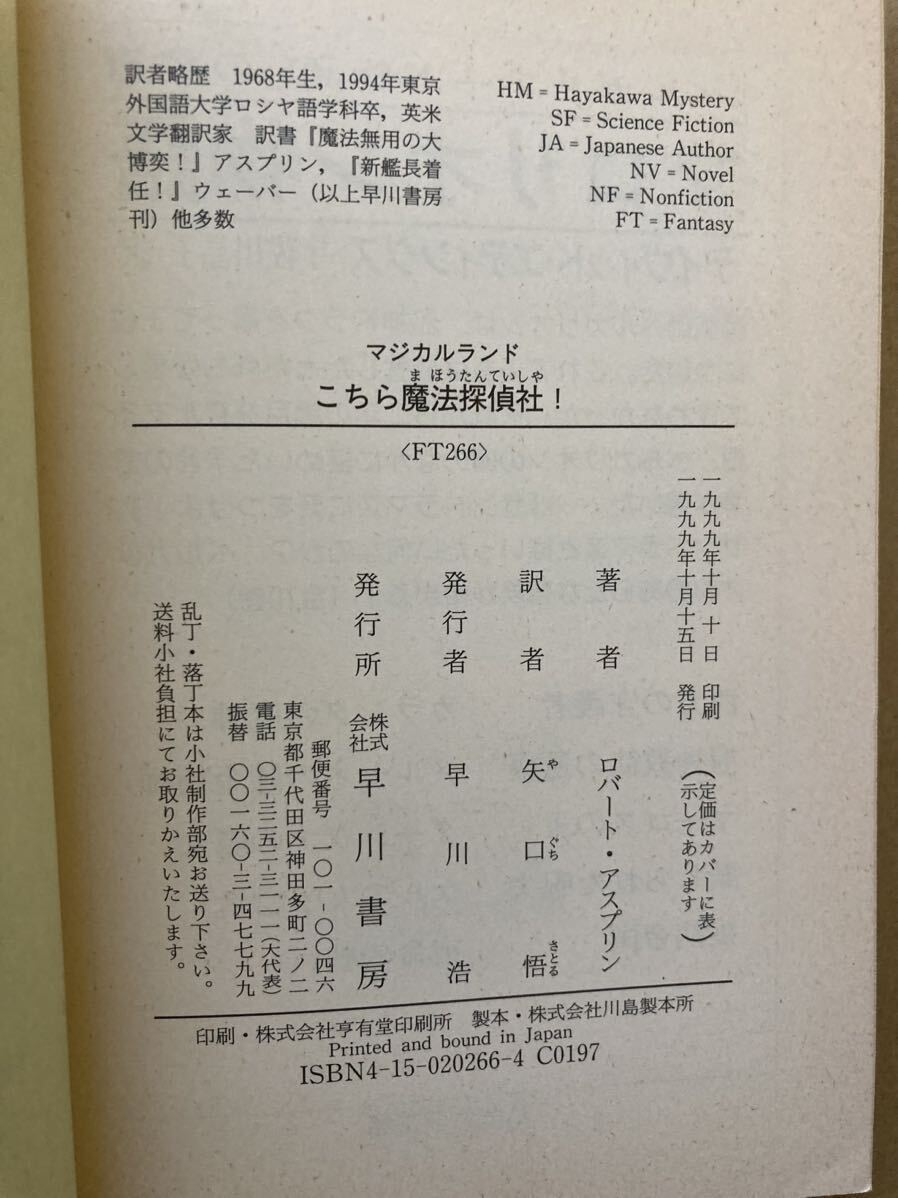 訳者略歴　1968年生，1994年東京
外国語大学ロシヤ語学科卒，英米
文学翻訳家　訳書『魔法無用の大
博奕！』アスプリン，『新艦長着
任！』ウェーバー（以上早川書房
刊）他多数
HM = Hayakawa Mystery
SF = Science Fiction
JA = Japanese Author
NV = Novel
NF = Nonfiction
FT = Fantasy
マジカルランド
こちら魔法探偵社！
まほうたんていしゃ
〈FT266〉
一九九九年十月　十日　印刷
一九九九年十月十五日　発行
（定価はカバーに表示してあります）
著者　ロバート・アスプリン
訳者　矢口　悟
やぐち　さとる
発行者　早川　浩
発行所　株式会社　早川書房
郵便番号　一〇一-〇〇四六
東京都千代田区神田多町二ノ二
電話　〇三-三二五二-三一一一（大代表）
振替　〇〇一六〇-三-四七七九九
乱丁・落丁本は小社制作部宛お送り下さい。
送料小社負担にてお取りかえいたします。
印刷・株式会社亨有堂印刷所　製本・株式会社川島製本所
Printed and bound in Japan
ISBN4-15-020266-4 C0197